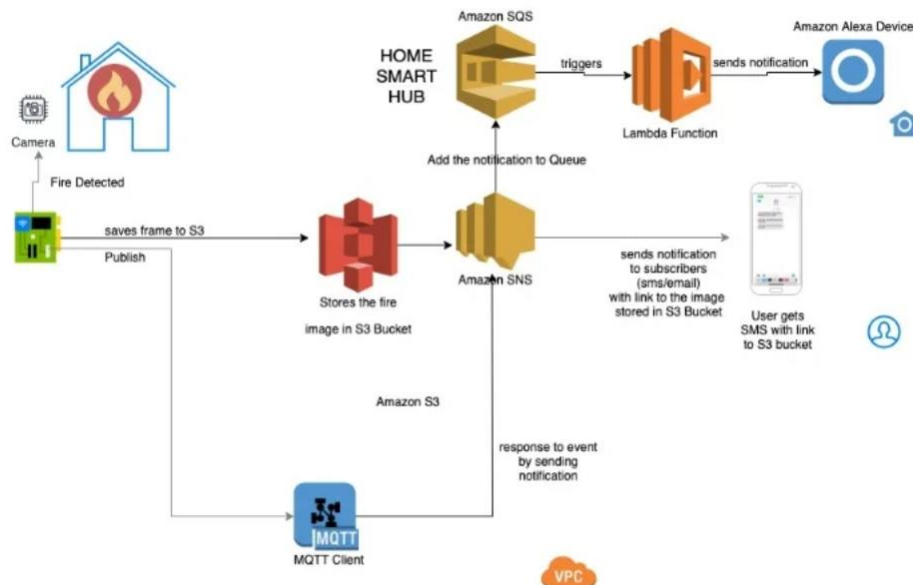 Amazon SQS
Amazon Alexa Device
HOME
SMART
HUB
triggers
sends notification
Lambda Function
Camera
Add the notification to Queue
Fire Detected
saves frame to S3
Publish
Amazon SNS
sends notification
to subscribers
(sms/email)
with link to the image
stored in S3 Bucket
Stores the fire
image in S3 Bucket
User gets
SMS with link
to S3 bucket
Amazon S3
response to event
by sending
notification
MQTT
MQTT Client
VPC